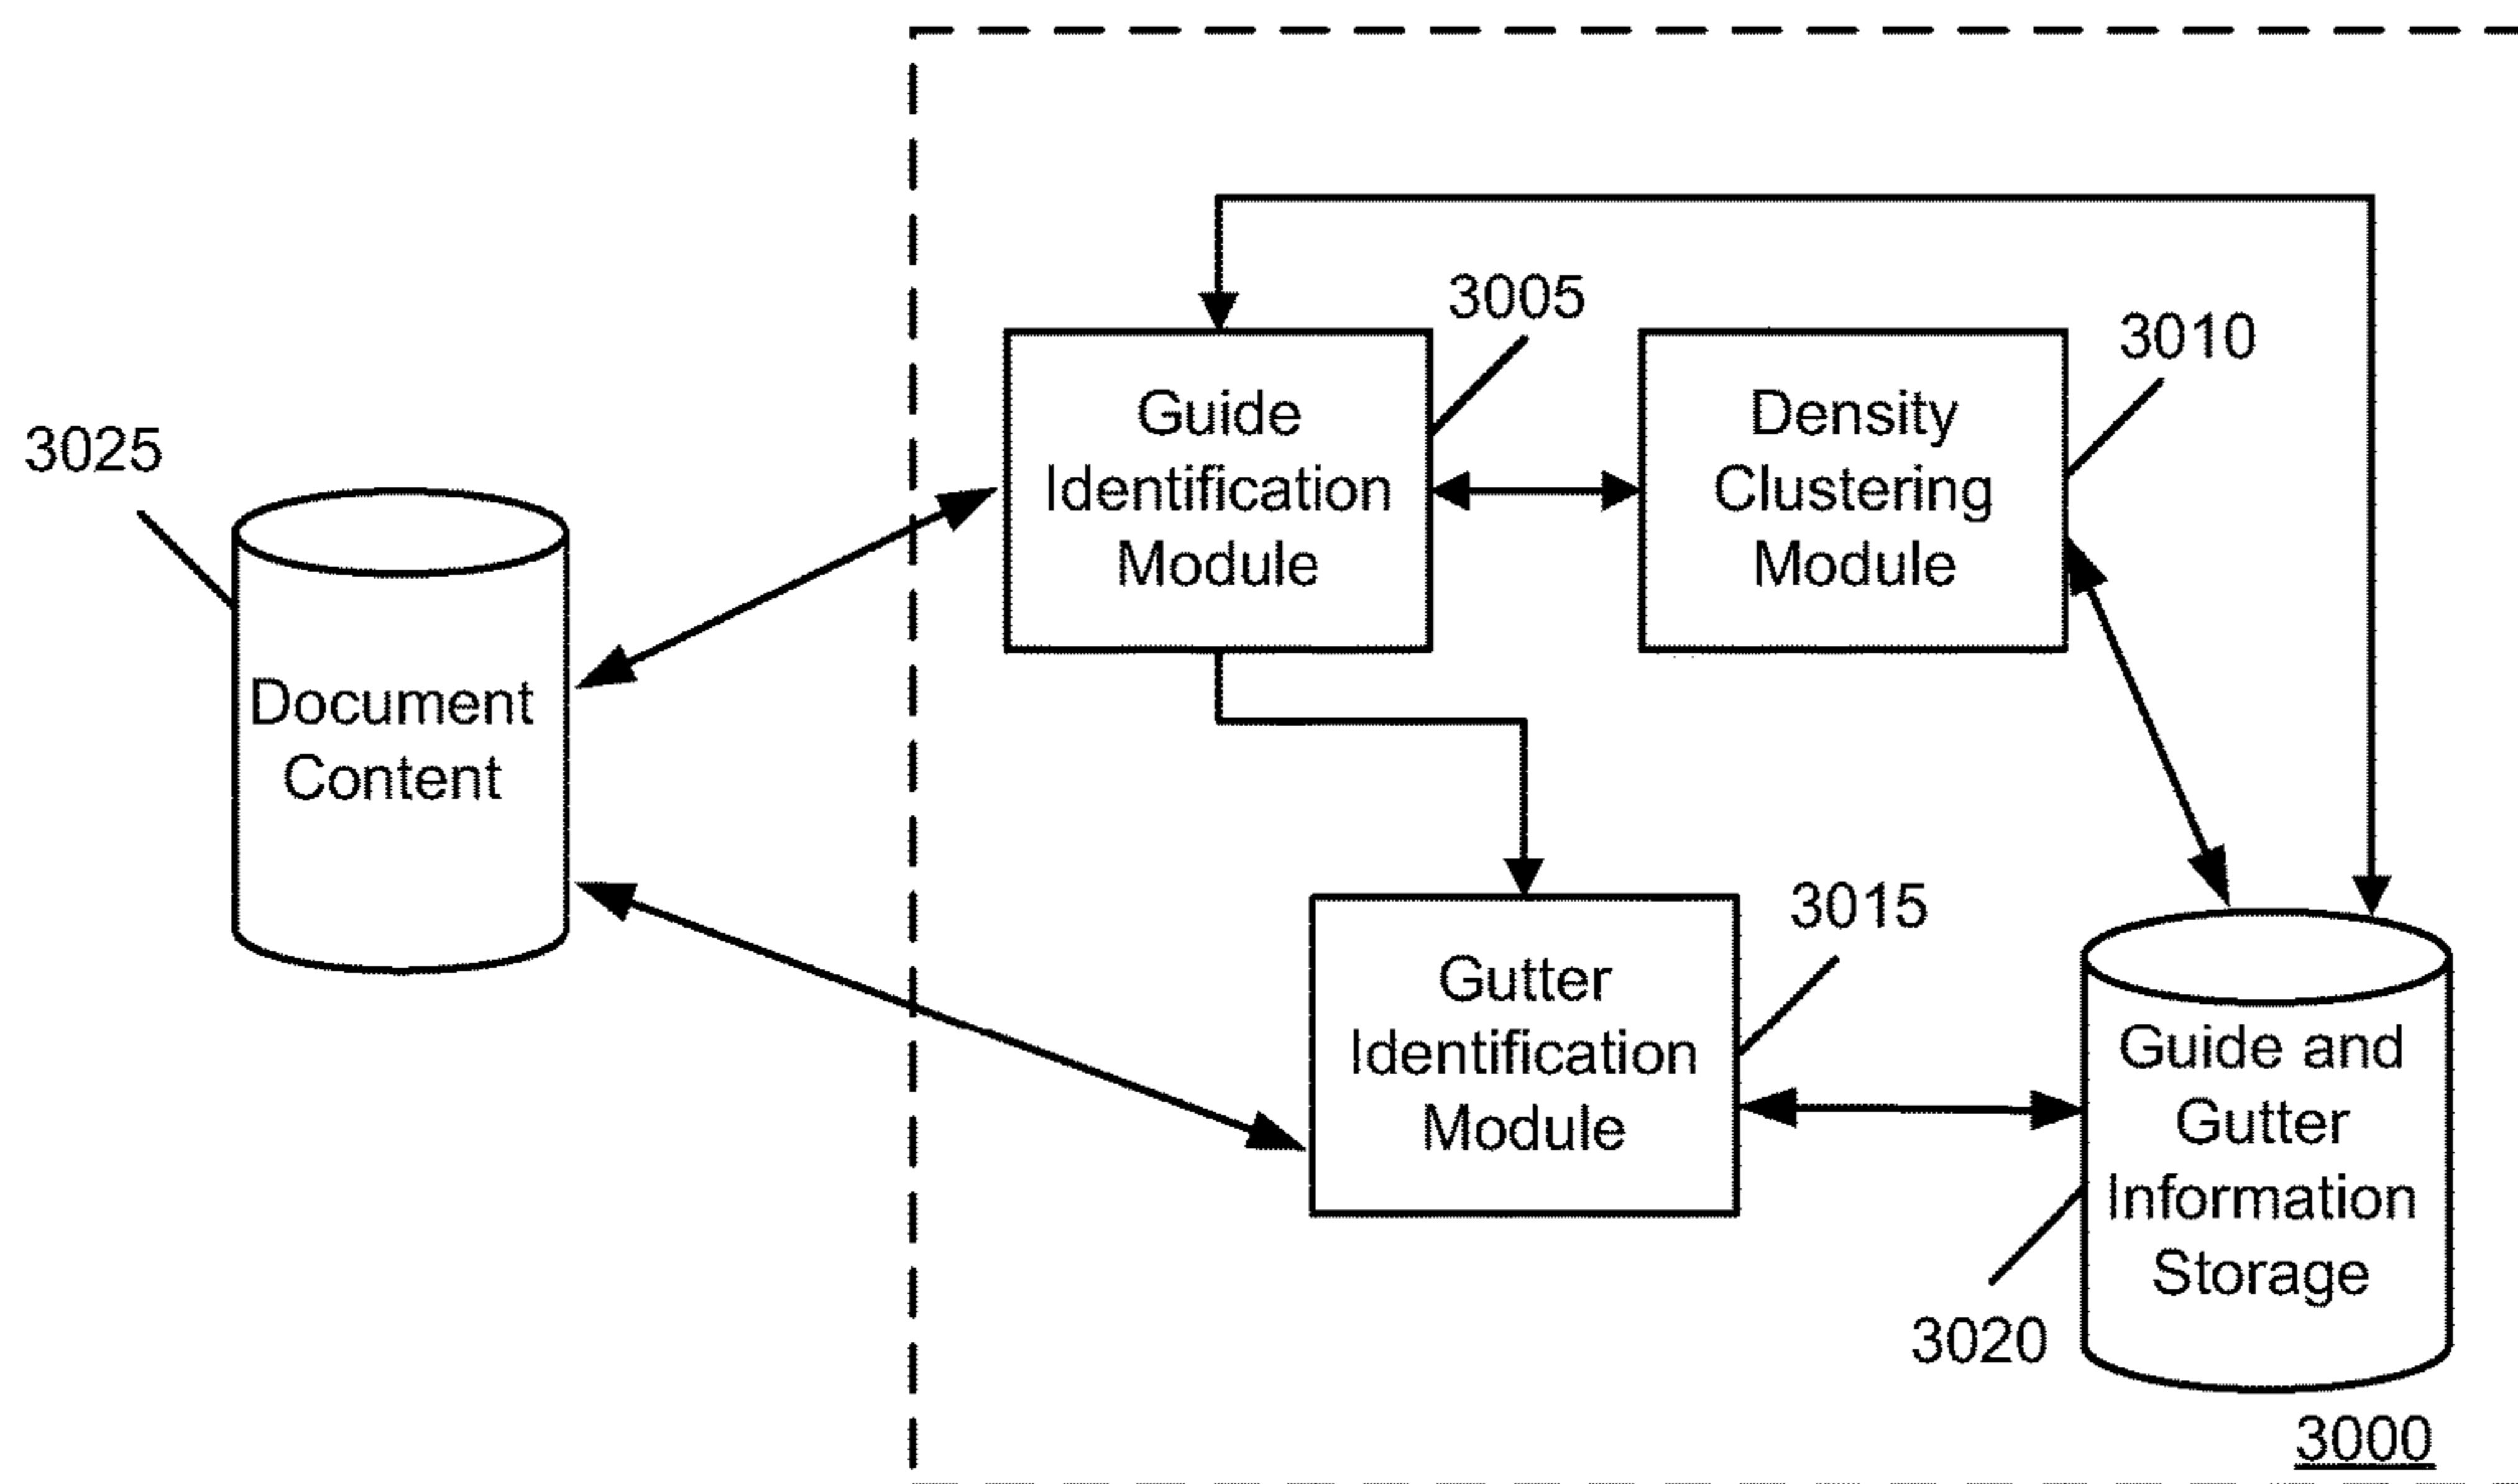 3005
3010
Guide
Identification
Module
Density
Clustering
Module
3025
Document
Content
3015
Gutter
Identification
Module
Guide and
Gutter
Information
Storage
3020
3000